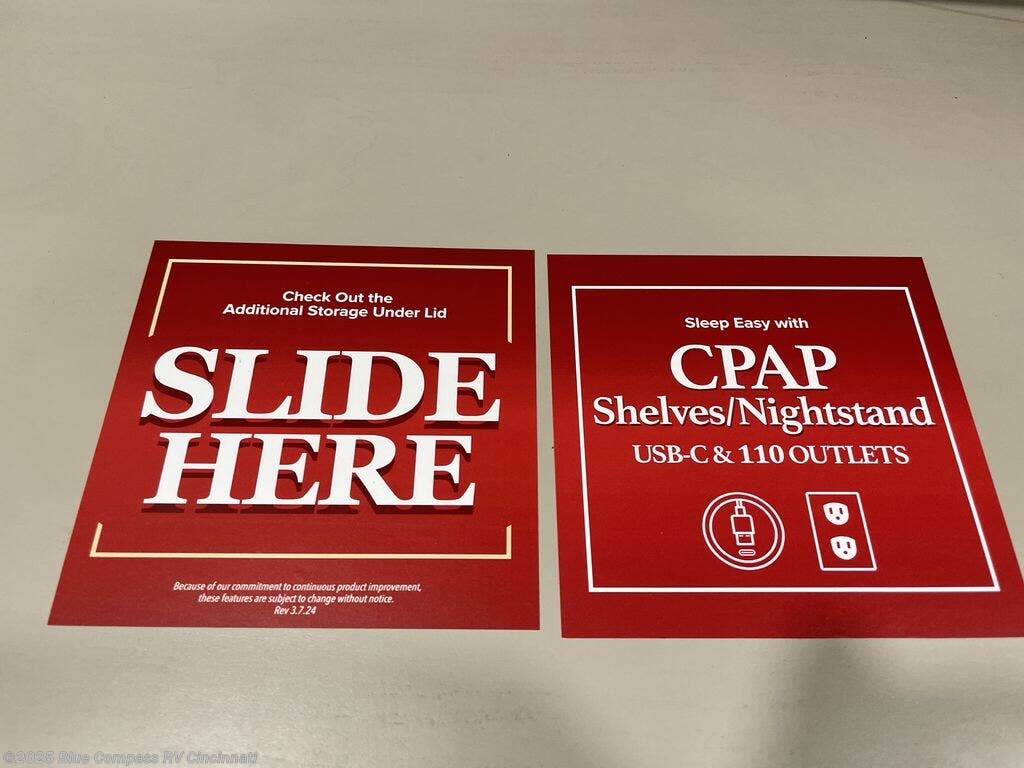 Check Out the
Additional Storage Under Lid
SLIDE
HERE
Because of our commitment to continuous product improvement,
these features are subject to change without notice.
Rev 3.7.24
Sleep Easy with
CPAP
Shelves/Nightstand
USB-C & 110 OUTLETS
©2025 Blue Compass RV Cincinnati